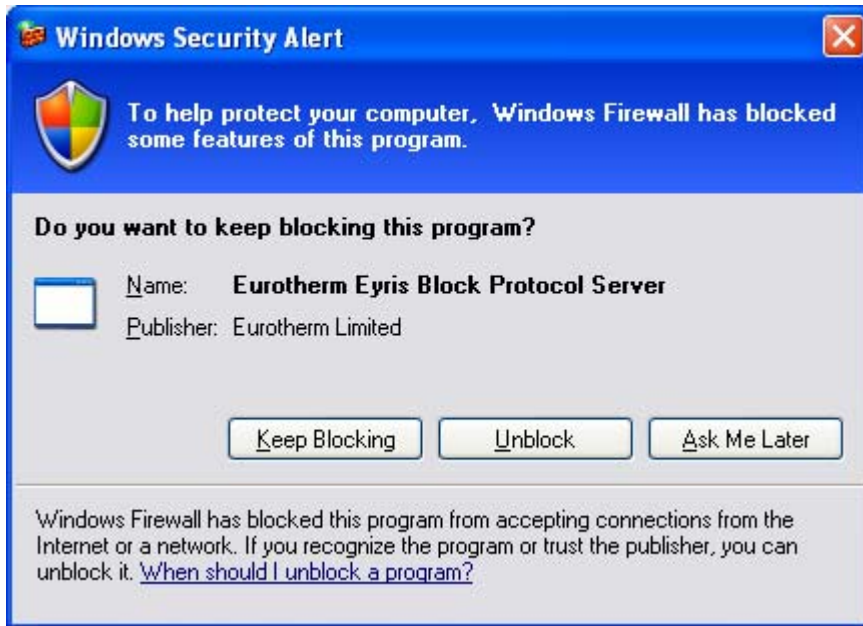 Windows Security Alert
To help protect your computer, Windows Firewall has blocked
some features of this program.
Do you want to keep blocking this program?
Name: Eurotherm Eyris Block Protocol Server
Publisher: Eurotherm Limited
Keep Blocking Unblock Ask Me Later
Windows Firewall has blocked this program from accepting connections from the
Internet or a network. If you recognize the program or trust the publisher, you can
unblock it. When should I unblock a program?